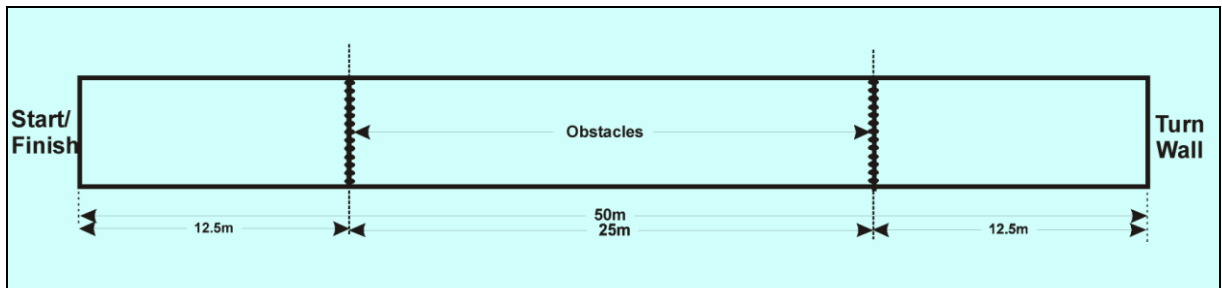 Start/
Finish
Obstacles
Turn
Wall
50m
12.5m
25m
12.5m